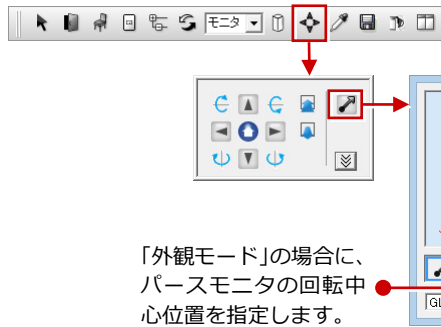 モニタ
「外観モード」の場合に、
パースモニタの回転中
心位置を指定します。